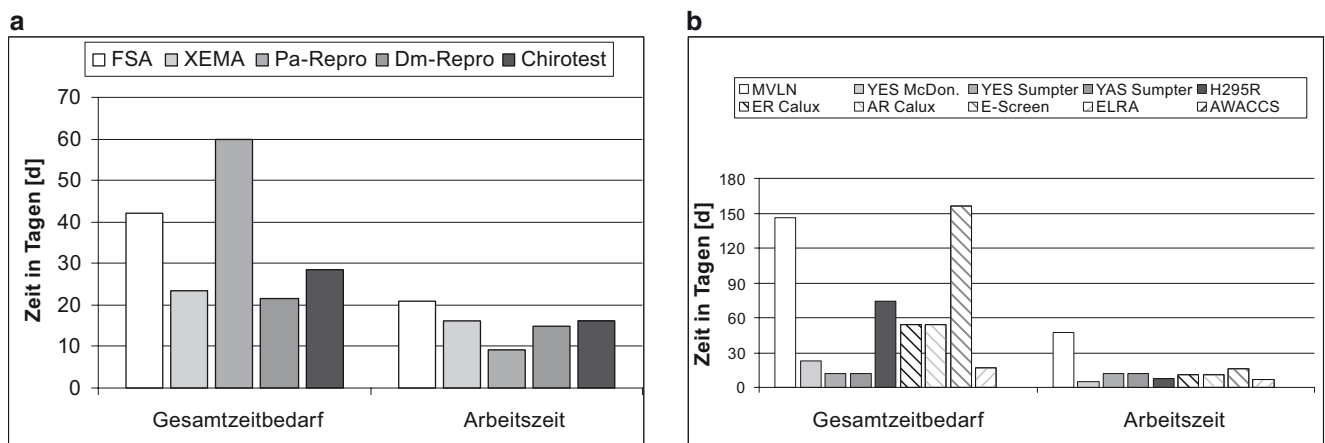 a
FSA XEMA Pa-Repro Dm-Repro Chirotest
Zeit in Tagen [d]
70
60
50
40
30
20
10
0
Gesamtzeitbedarf Arbeitszeit
b
MVLN YES McDon. YES Sumpter YAS Sumpter H295R
ER Calux AR Calux E-Screen ELRA AWACCS
Zeit in Tagen [d]
180
150
120
90
60
30
0
Gesamtzeitbedarf Arbeitszeit